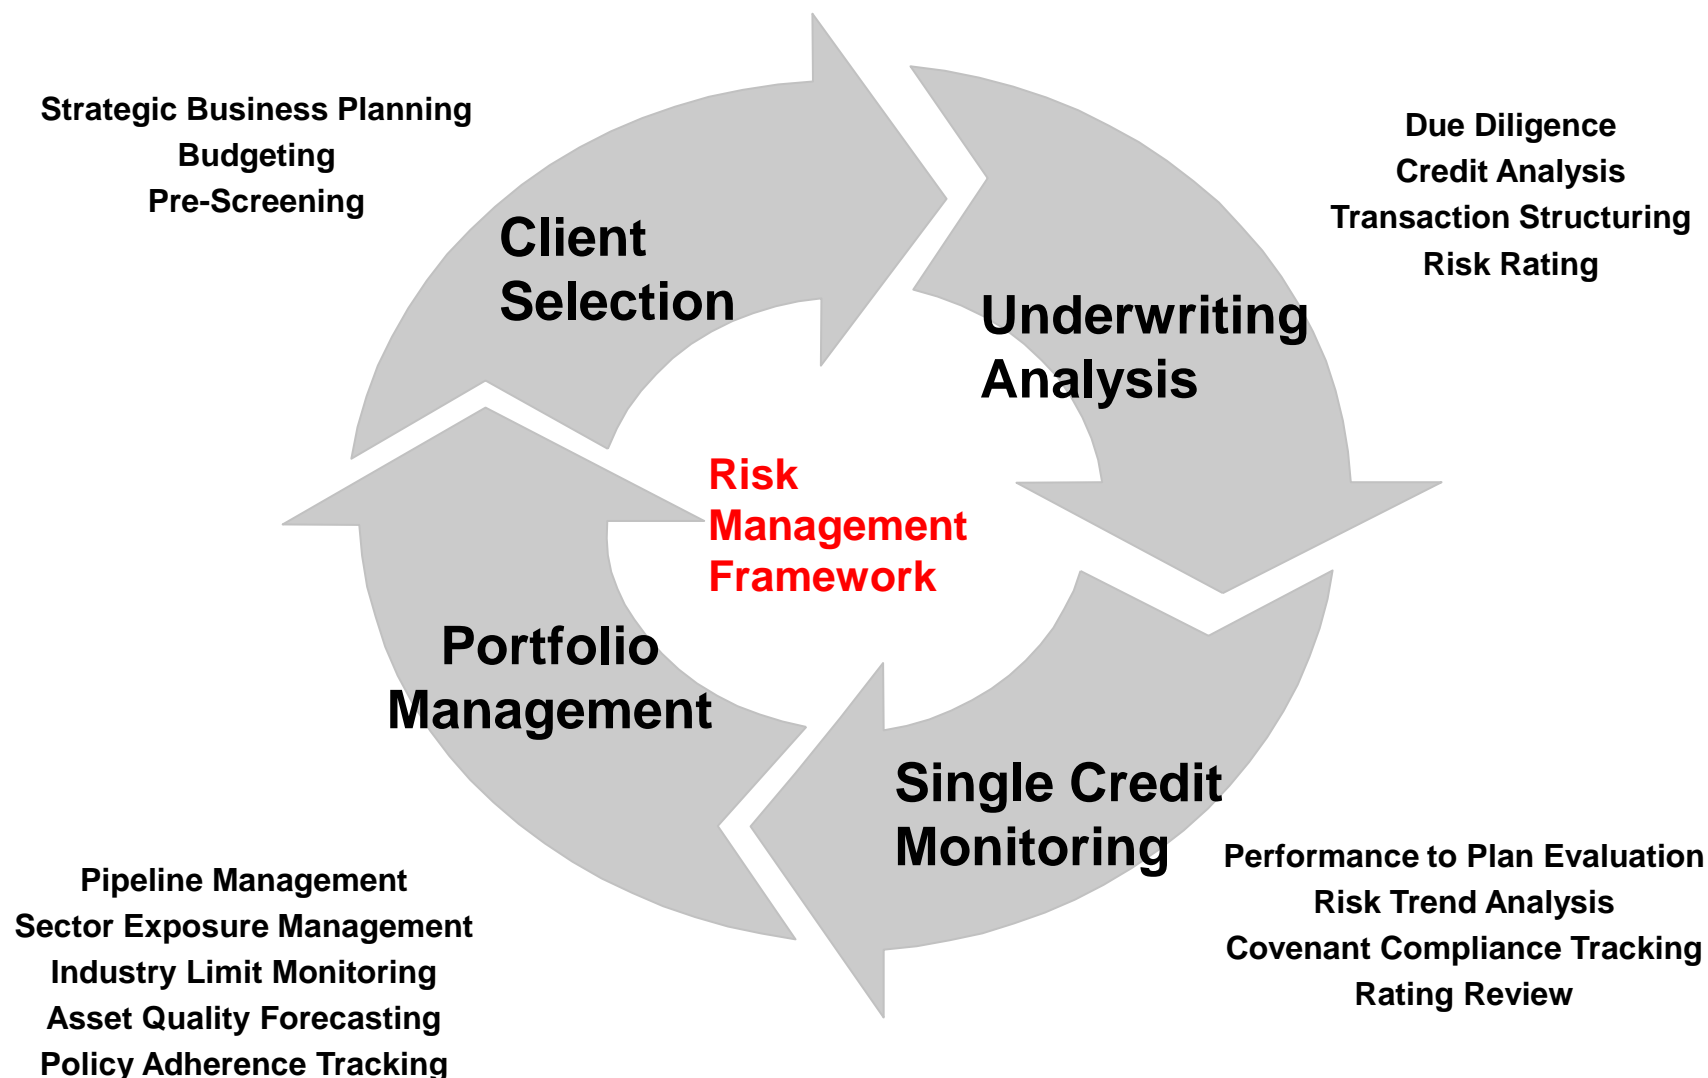 Strategic Business Planning
Budgeting
Pre-Screening
Client
Selection
Due Diligence
Credit Analysis
Transaction Structuring
Risk Rating
Underwriting
Analysis
Risk
Management
Framework
Portfolio
Management
Single Credit
Monitoring
Performance to Plan Evaluation
Risk Trend Analysis
Covenant Compliance Tracking
Rating Review
Pipeline Management
Sector Exposure Management
Industry Limit Monitoring
Asset Quality Forecasting
Policy Adherence Tracking